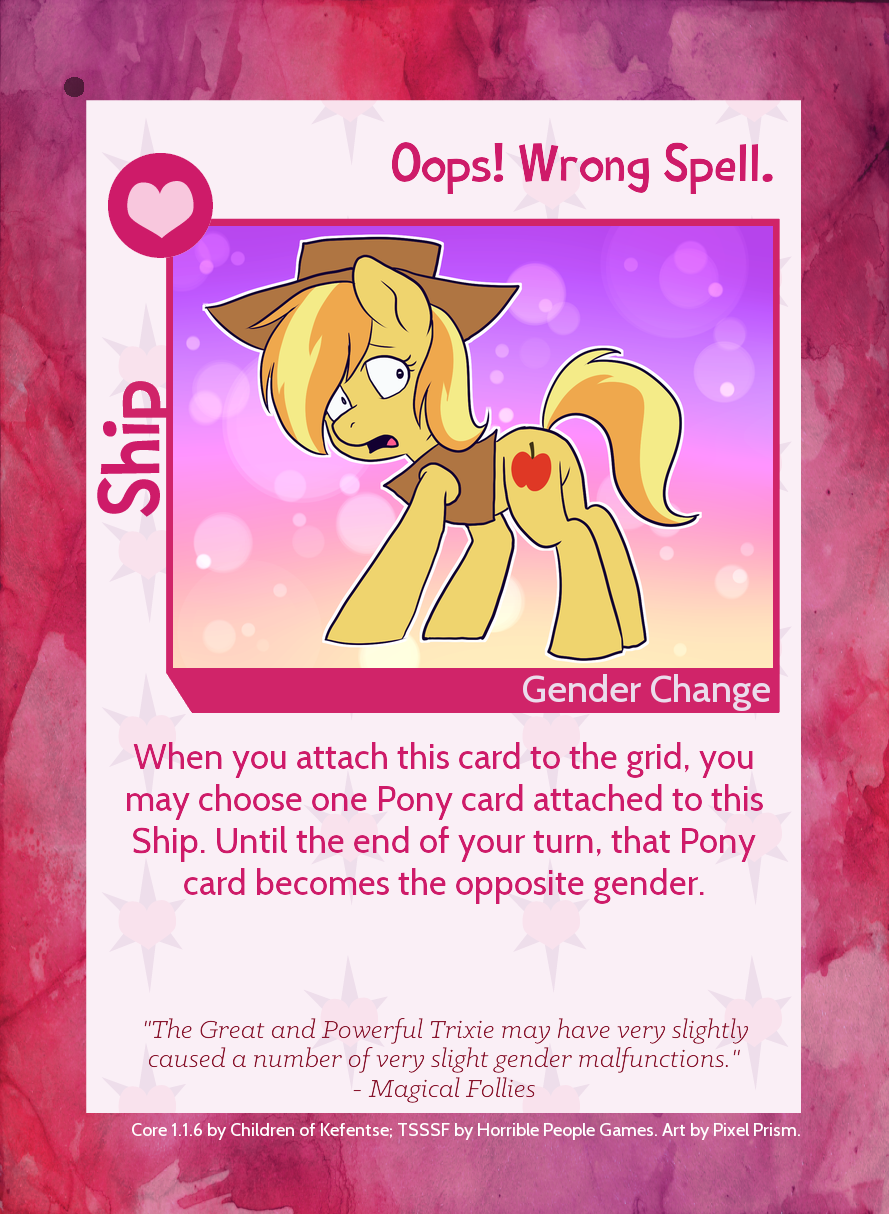 Oops! Wrong Spell.
Ship
Gender Change
When you attach this card to the grid, you
may choose one Pony card attached to this
Ship. Until the end of your turn, that Pony
card becomes the opposite gender.
"The Great and Powerful Trixie may have very slightly
caused a number of very slight gender malfunctions."
- Magical Follies
Core 1.1.6 by Children of Kefentse; TSSSF by Horrible People Games. Art by Pixel Prism.